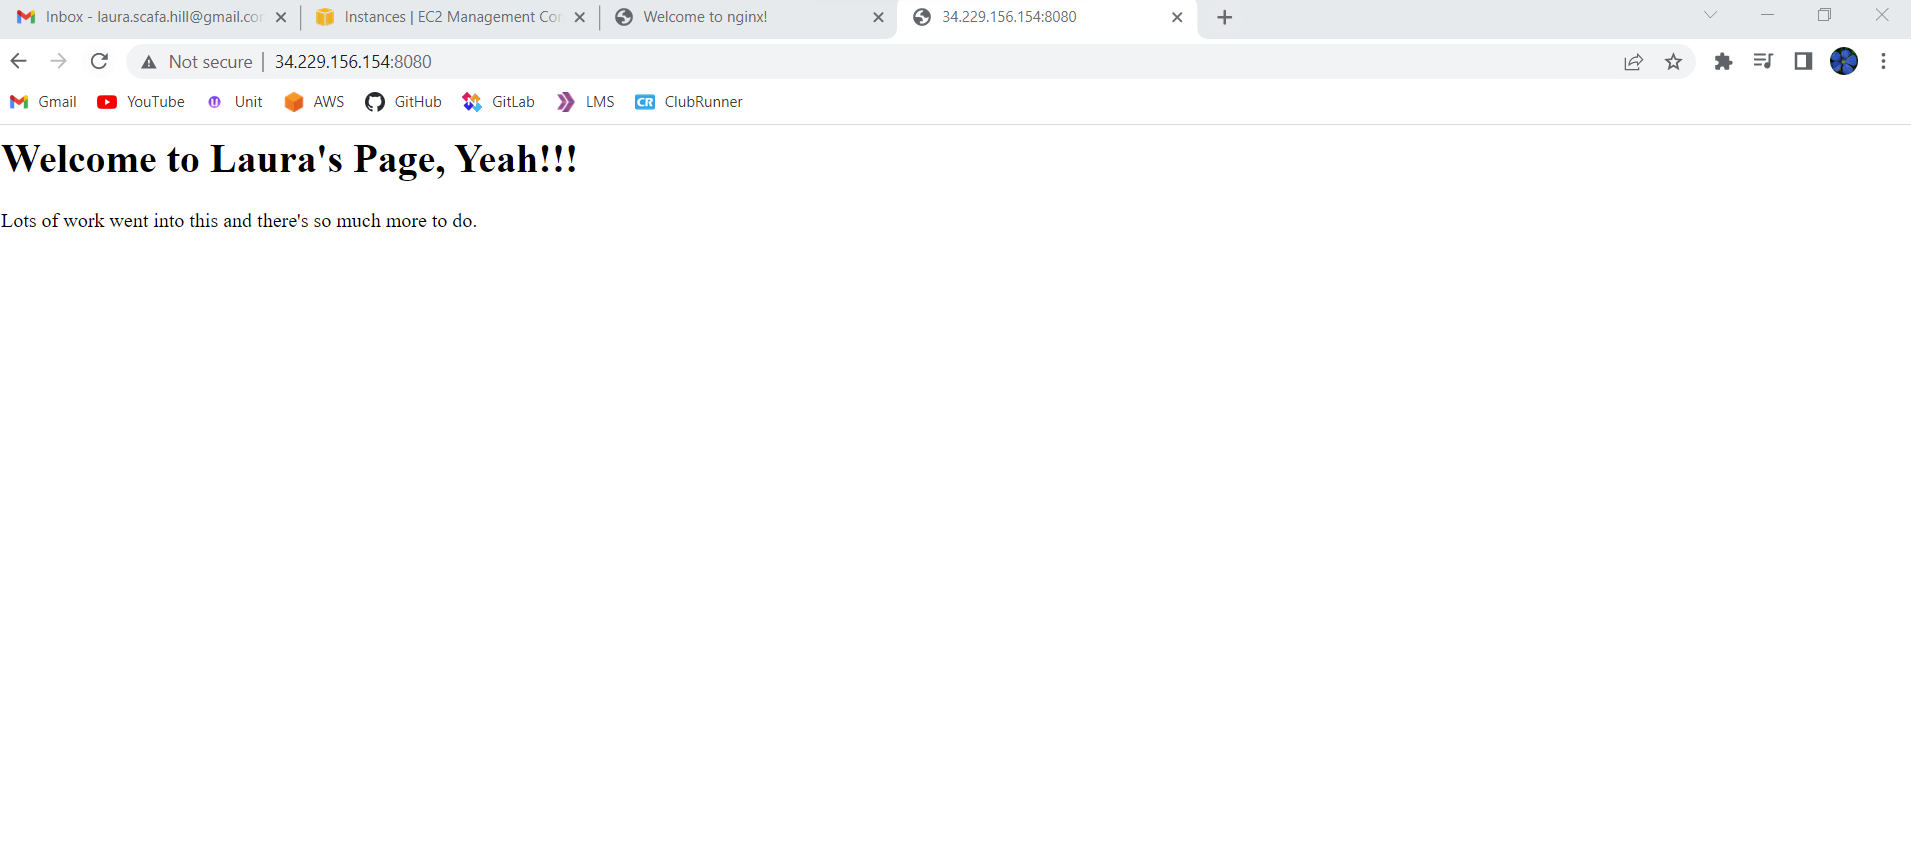 Inbox - laura.scafa.hill@gmail.co
Instances | EC2 Management Co
Welcome to nginx!
34.229.156.154:8080
Not secure | 34.229.156.154:8080
Gmail YouTube Unit AWS GitHub GitLab LMS CR ClubRunner
Welcome to Laura's Page, Yeah!!!
Lots of work went into this and there's so much more to do.